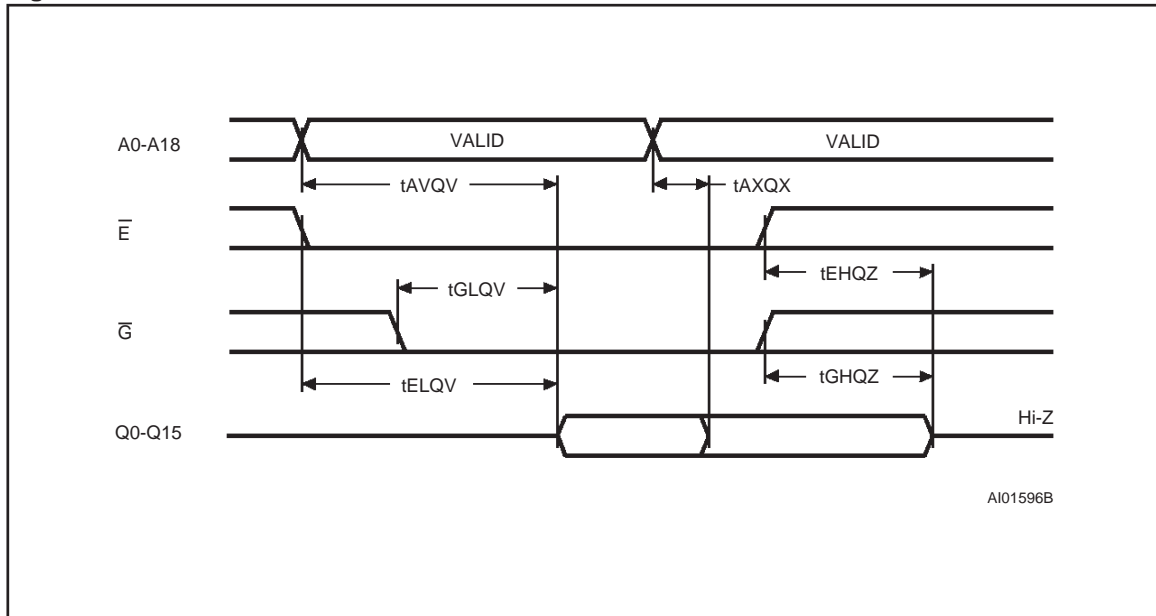 A0-A18
VALID
VALID
tAVQV
tAXQX
E
tEHQZ
tGLQV
G
tGHQZ
tELQV
Q0-Q15
Hi-Z
AI01596B